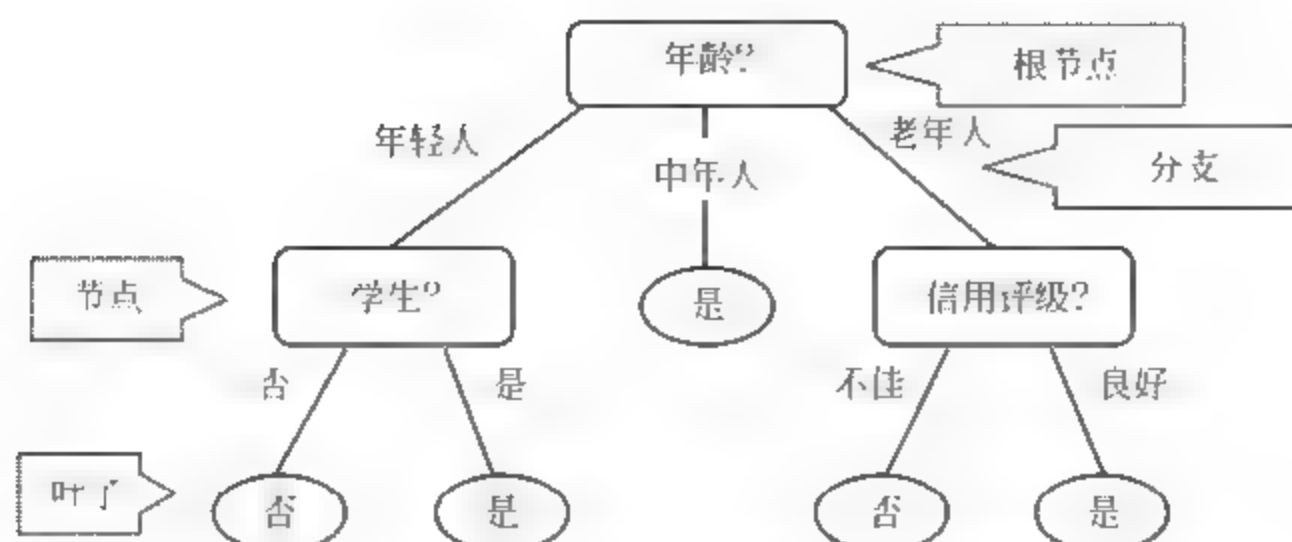 年龄?
根节点
年轻人
中年人
老年人
分支
节点
学生?
是
信用评级?
否
是
不佳
良好
叶子
否
是
否
是